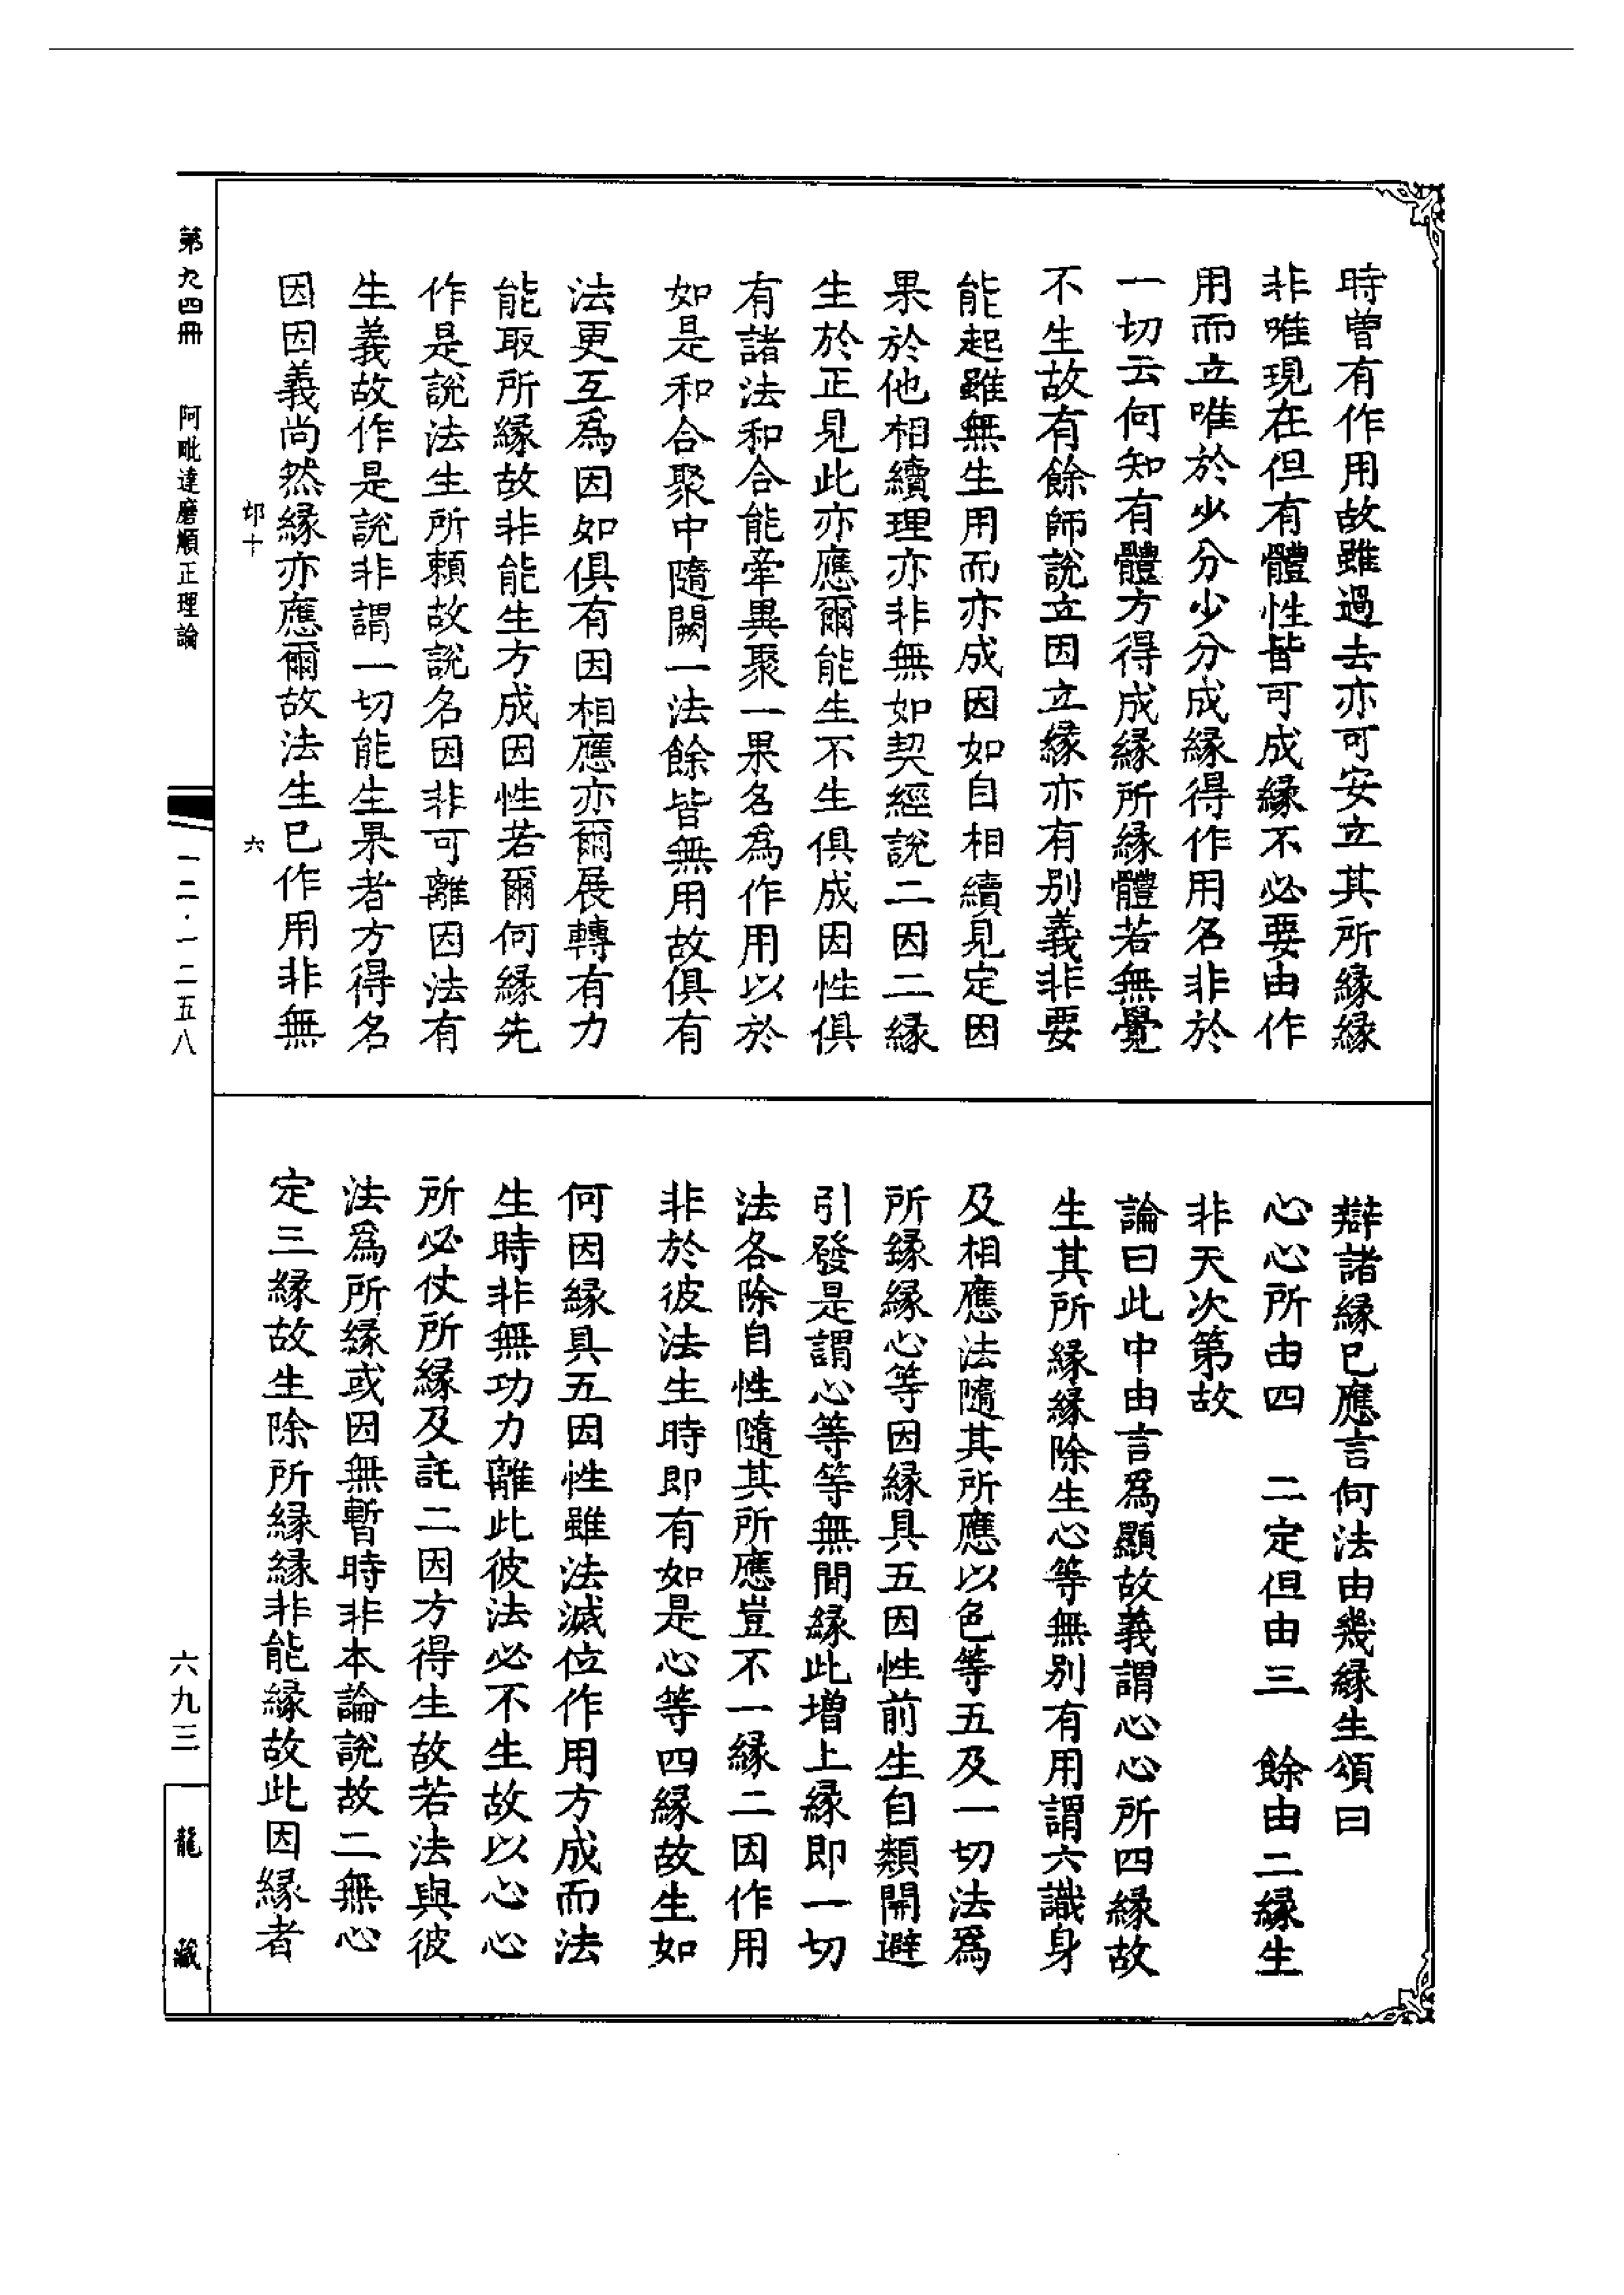 時曾有作用故雖過去亦可安立其所緣緣
非唯現在但有體性皆可成緣不必要由作
用而立唯於少分少分成緣得作用名非於
一切云何知有體方得成緣所緣體若無覺
不生故有餘師說立因立緣亦有別義非要
能起雖無生用而亦成因如自相續見定因
果於他相續理亦非無如契經說二因二緣
生於正見此亦應爾能生不生俱成因性俱
有諸法和合能牽異聚一果名爲作用以於
如是和合聚中隨闕一法餘皆無用故俱有
法更互爲因如俱有因相應亦爾展轉有力
能取所緣故非能生方成因性若爾何緣先
作是說法生所賴故說名因非可離因法有
生義故作是說非謂一切能生果者方得名
因因義尚然緣亦應爾故法生已作用非無
辯諸緣已應言何法由幾緣生頌曰
心心所由四　二定但由三　餘由二緣生
非天次第故
論曰此中由言爲顯故義謂心心所四緣故
生其所緣緣除生心等無別有用謂六識身
及相應法隨其所應以色等五及一切法爲
所緣緣心等因緣具五因性前生自類開避
引發是謂心等等無間緣此增上緣即一切
法各除自性隨其所應豈不一緣二因作用
非於彼法生時即有如是心等四緣故生如
何因緣具五因性雖法滅位作用方成而法
生時非無功力離此彼法必不生故以心心
所必仗所緣及託二因方得生故若法與彼
法爲所緣或因無暫時非本論說故二無心
定三緣故生除所緣緣非能緣故此因緣者
第九四冊　阿毗達磨順正理論
六
一二·一二五八
六九三
龍藏